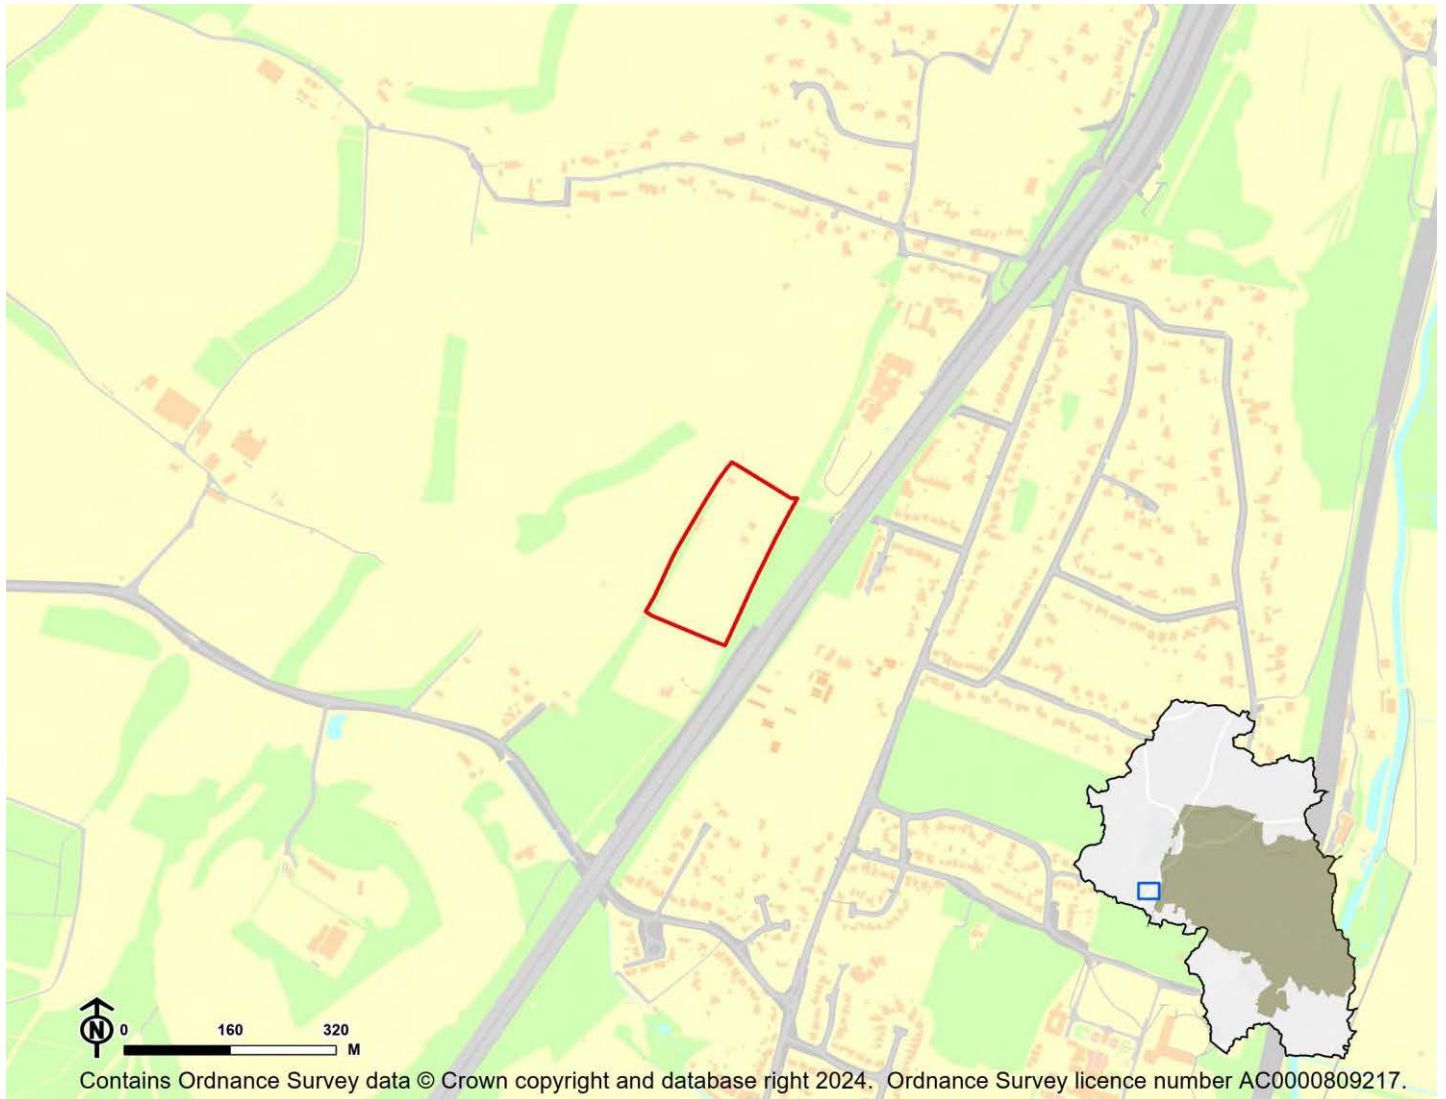 N
0 160 320
M
Contains Ordnance Survey data © Crown copyright and database right 2024. Ordnance Survey licence number AC0000809217.